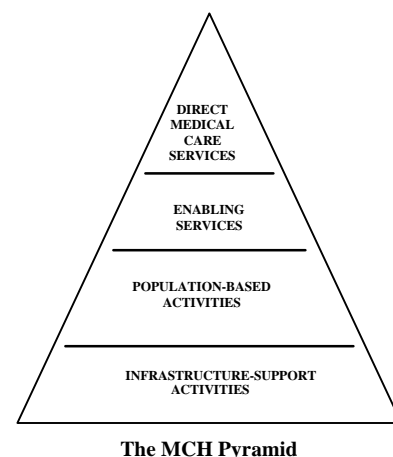 DIRECT
MEDICAL
CARE
SERVICES
ENABLING
SERVICES
POPULATION-BASED
ACTIVITIES
INFRASTRUCTURE-SUPPORT
ACTIVITIES
The MCH Pyramid